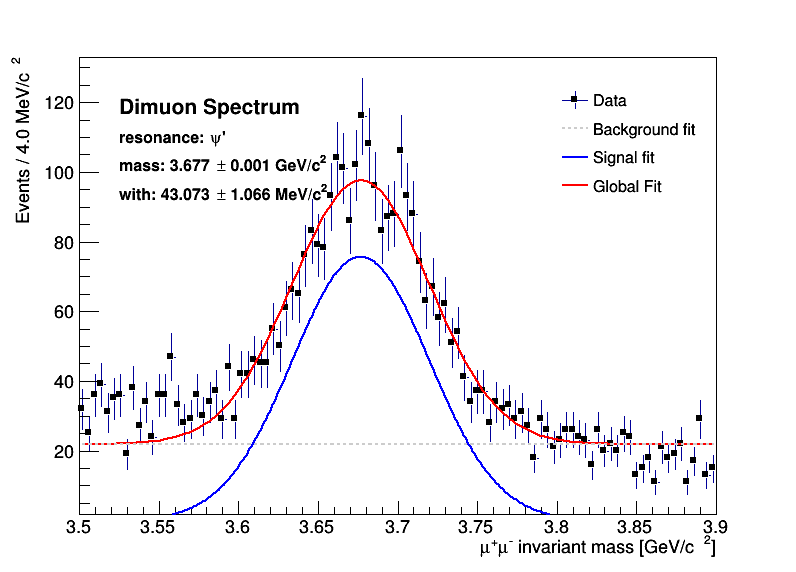 Dimuon Spectrum
resonance: ψ'
mass: 3.677 ± 0.001 GeV/c²
with: 43.073 ± 1.066 MeV/c²
Data
Background fit
Signal fit
Global Fit
Events / 4.0 MeV/c ²
120
100
80
60
40
20
3.5 3.55 3.6 3.65 3.7 3.75 3.8 3.85 3.9
μ⁺μ⁻ invariant mass [GeV/c ²]